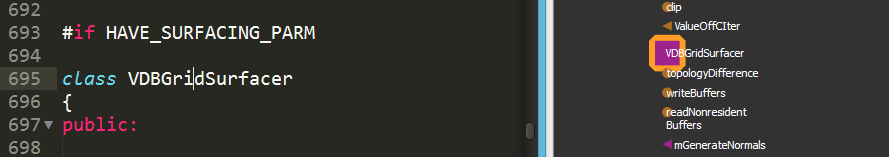 692
693 #if HAVE_SURFACING_PARM
694
695 class VDBGridSurfacer
696 {
697 public:
698
clip
ValueOffCIter
VDBGridSurfacer
topologyDifference
writeBuffers
readNonresident
Buffers
mGenerateNormals